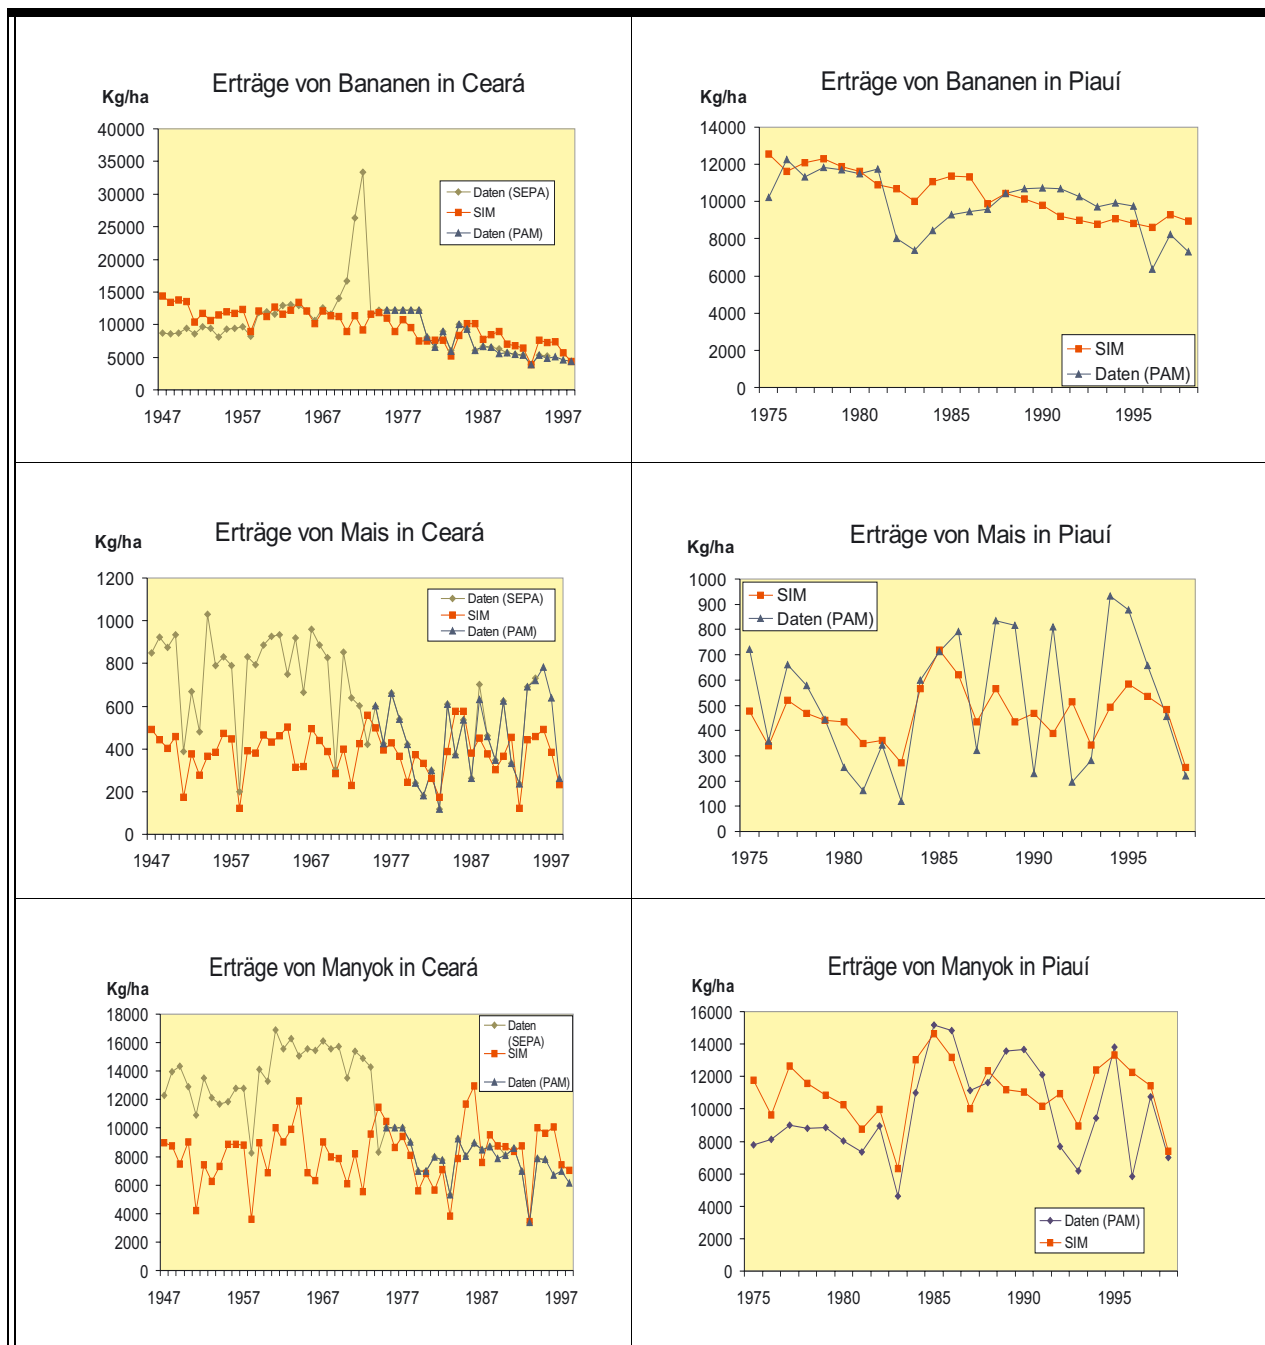 Erträge von Bananen in Ceará
Kg/ha
40000
35000
30000
25000
20000
15000
10000
5000
0
Daten (SEPA)
SIM
Daten (PAM)
1947 1957 1967 1977 1987 1997
Erträge von Bananen in Piauí
Kg/ha
14000
12000
10000
8000
6000
4000
2000
0
SIM
Daten (PAM)
1975 1980 1985 1990 1995
Erträge von Mais in Ceará
Kg/ha
1200
1000
800
600
400
200
0
Daten (SEPA)
SIM
Daten (PAM)
1947 1957 1967 1977 1987 1997
Erträge von Mais in Piauí
Kg/ha
1000
900
800
700
600
500
400
300
200
100
0
SIM
Daten (PAM)
1975 1980 1985 1990 1995
Erträge von Manyok in Ceará
Kg/ha
18000
16000
14000
12000
10000
8000
6000
4000
2000
0
Daten
(SEPA)
SIM
Daten (PAM)
1947 1957 1967 1977 1987 1997
Erträge von Manyok in Piauí
Kg/ha
16000
14000
12000
10000
8000
6000
4000
2000
0
Daten (PAM)
SIM
1975 1980 1985 1990 1995